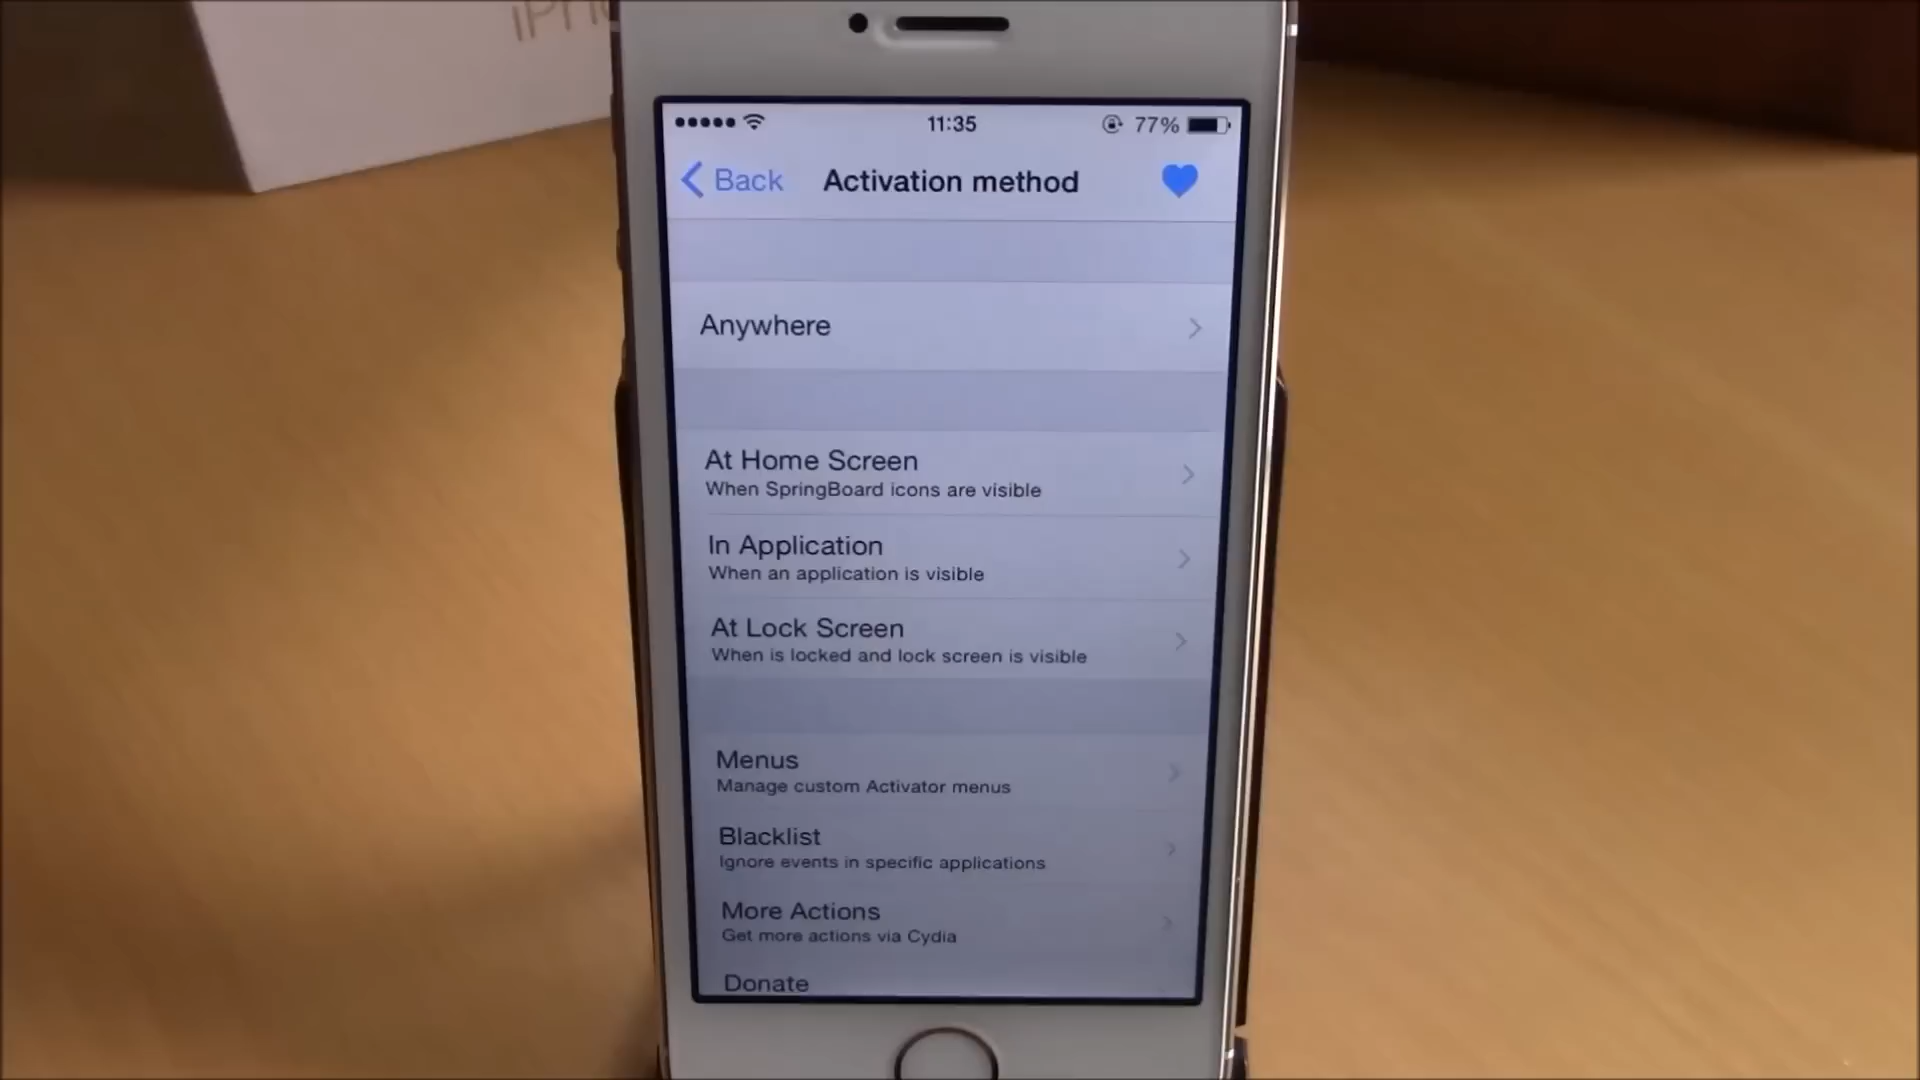 11:35
77%
Back
Activation method
Anywhere
At Home Screen
When SpringBoard icons are visible
In Application
When an application is visible
At Lock Screen
When is locked and lock screen is visible
Menus
Manage custom Activator menus
Blacklist
Ignore events in specific applications
More Actions
Get more actions via Cydia
Donate